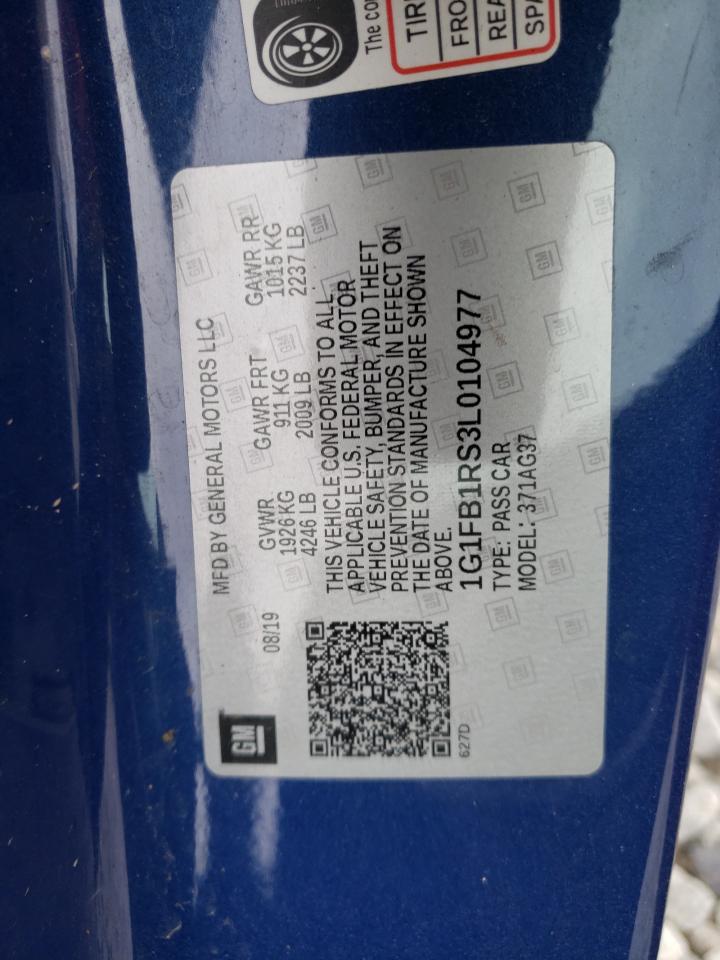 GM
MFD BY GENERAL MOTORS LLC
08/19 GVWR GAWR FRT GAWR RR
1926 KG 911 KG 1015 KG
4246 LB 2009 LB 2237 LB
THIS VEHICLE CONFORMS TO ALL
APPLICABLE U.S. FEDERAL MOTOR
VEHICLE SAFETY, BUMPER, AND THEFT
PREVENTION STANDARDS IN EFFECT ON
THE DATE OF MANUFACTURE SHOWN
ABOVE.
1G1FB1RS3L0104977
TYPE: PASS CAR
MODEL: 371AG37
627D
The co
TIR
FRO
REA
SPA